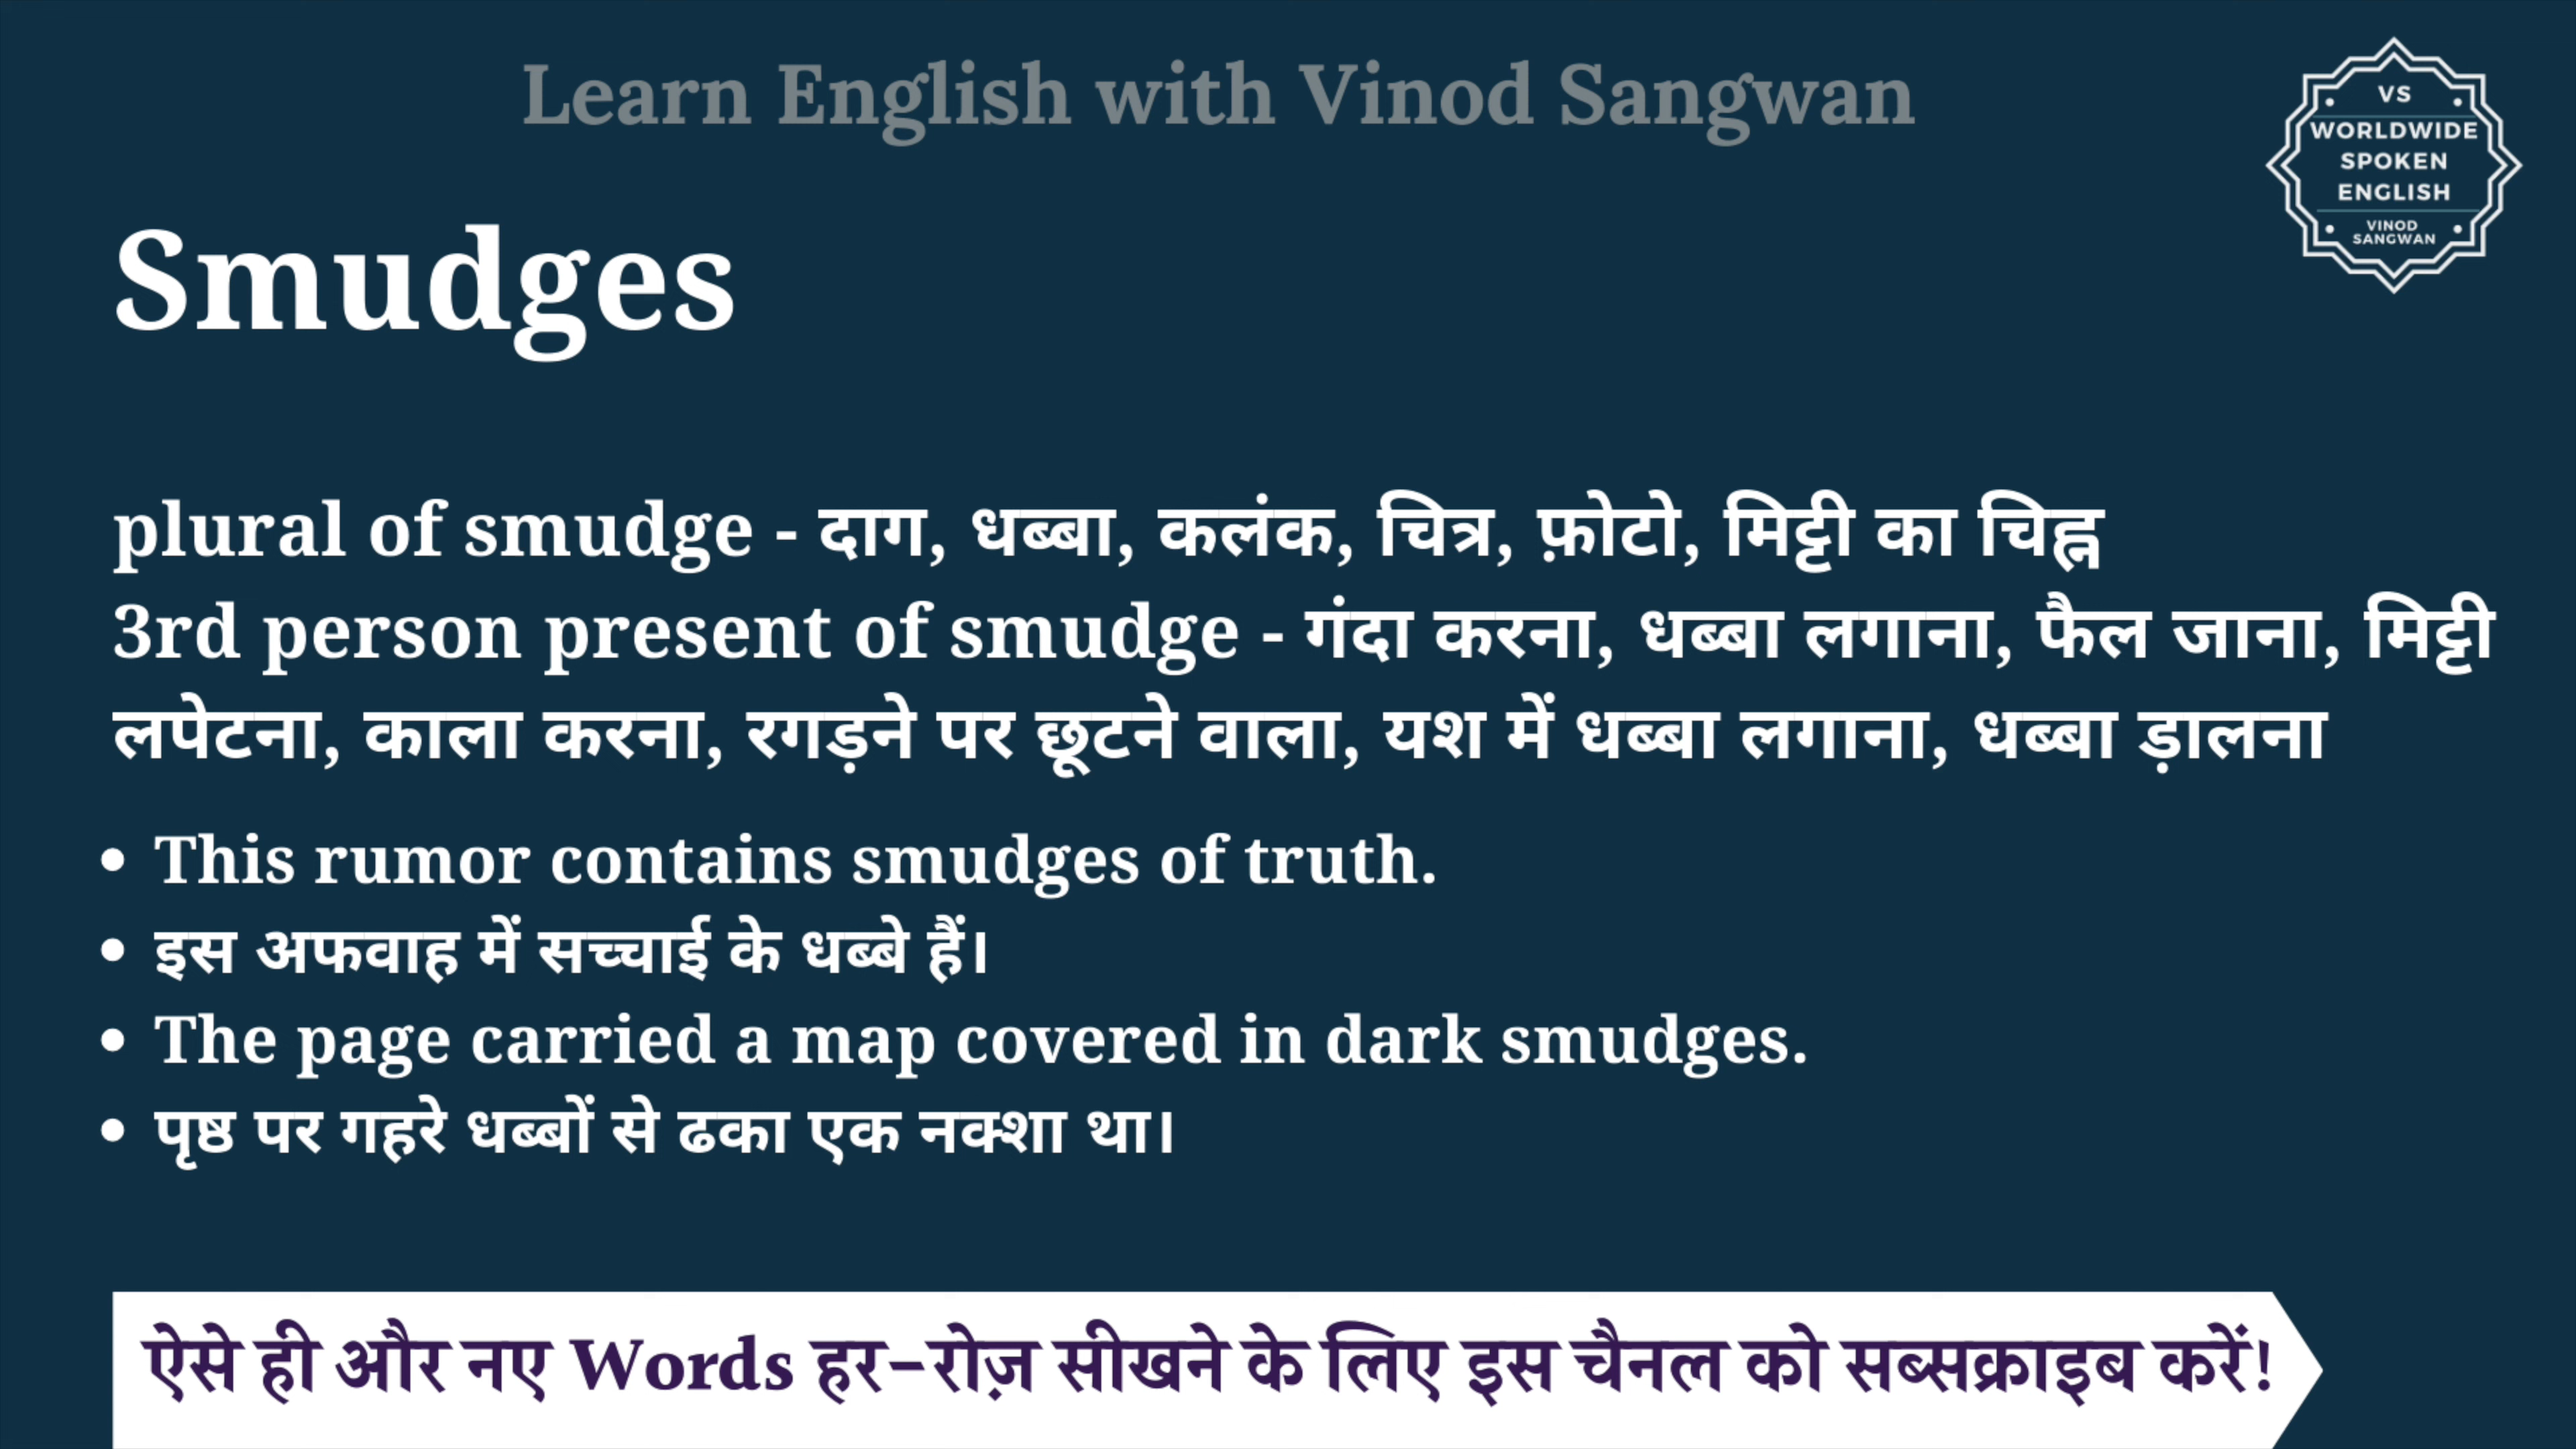 Learn English with Vinod Sangwan
VS
WORLDWIDE
SPOKEN
ENGLISH
VINOD
SANGWAN
Smudges
plural of smudge - दाग, धब्बा, कलंक, चित्र, फ़ोटो, मिट्टी का चिह्न
3rd person present of smudge - गंदा करना, धब्बा लगाना, फैल जाना, मिट्टी
लपेटना, काला करना, रगड़ने पर छूटने वाला, यश में धब्बा लगाना, धब्बा ड़ालना
• This rumor contains smudges of truth.
• इस अफवाह में सच्चाई के धब्बे हैं।
• The page carried a map covered in dark smudges.
• पृष्ठ पर गहरे धब्बों से ढका एक नक्शा था।
ऐसे ही और नए Words हर-रोज़ सीखने के लिए इस चैनल को सब्सक्राइब करें!